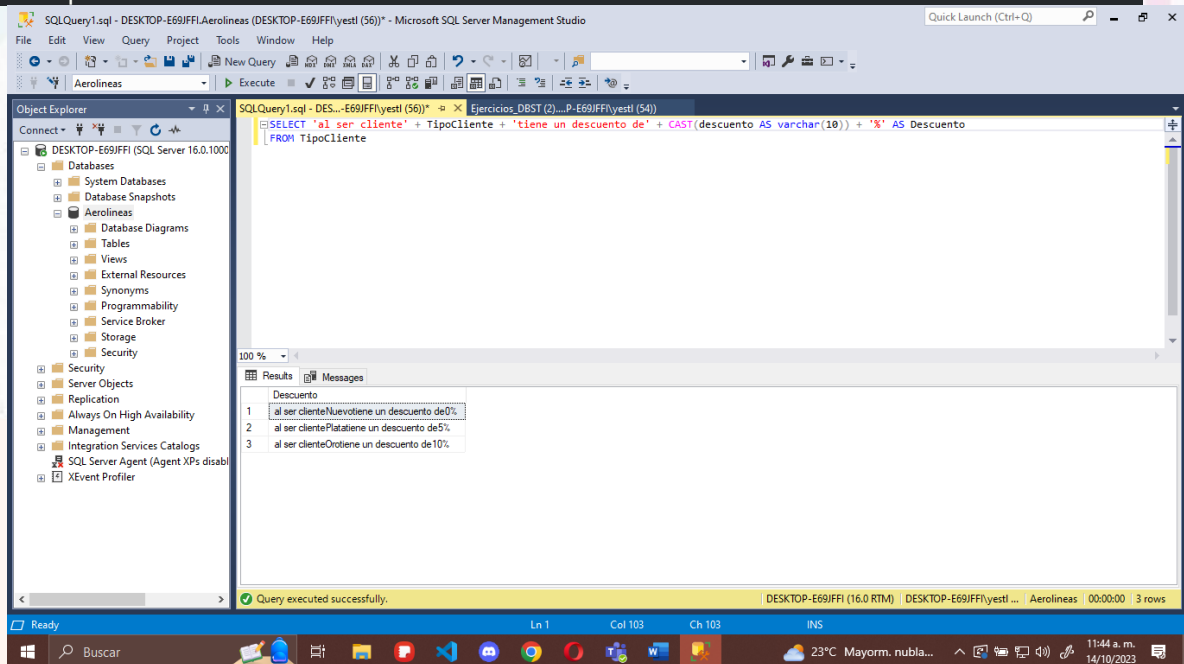 SQLQuery1.sql - DESKTOP-E69JFFI.Aerolineas (DESKTOP-E69JFFI\yestl (56))* - Microsoft SQL Server Management Studio
Quick Launch (Ctrl+Q)
File Edit View Query Project Tools Window Help
New Query
Aerolineas
Execute
Object Explorer
SQLQuery1.sql - DES...-E69JFFI\yestl (56))*
Ejercicios_DBST (2)....P-E69JFFI\yestl (54))
Connect
DESKTOP-E69JFFI (SQL Server 16.0.1000
Databases
System Databases
Database Snapshots
Aerolineas
Database Diagrams
Tables
Views
External Resources
Synonyms
Programmability
Service Broker
Storage
Security
Security
Server Objects
Replication
Always On High Availability
Management
Integration Services Catalogs
SQL Server Agent (Agent XPs disabl
XEvent Profiler
SELECT 'al ser cliente' + TipoCliente + 'tiene un descuento de' + CAST(descuento AS varchar(10)) + '%' AS Descuento
FROM TipoCliente
100 %
Results Messages
Descuento
1 al ser clienteNuevotiene un descuento de0%
2 al ser clientePlatatiene un descuento de5%
3 al ser clienteOrotiene un descuento de10%
Query executed successfully.
DESKTOP-E69JFFI (16.0 RTM) DESKTOP-E69JFFI\yestl ... Aerolineas 00:00:00 3 rows
Ready Ln 1 Col 103 Ch 103 INS
Buscar
23°C Mayorm. nubla...
11:44 a. m.
14/10/2023